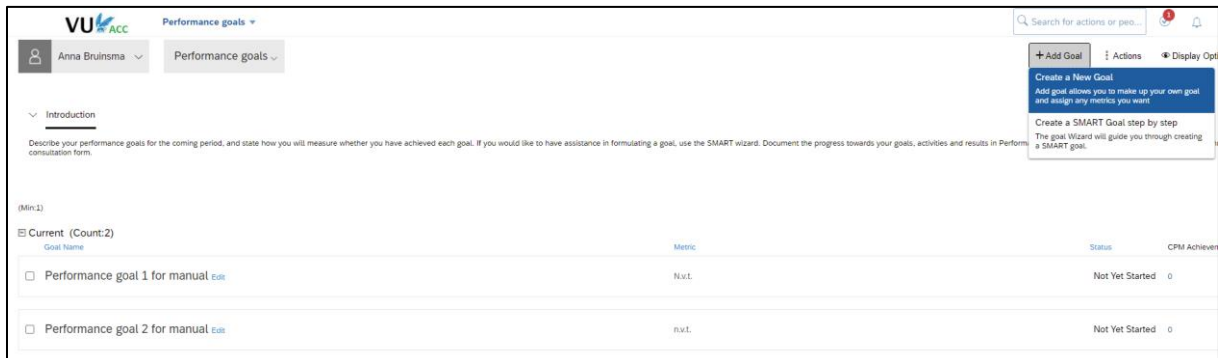 VU ACC Performance goals
Search for actions or peo... 1
Anna Bruinsma Performance goals
+ Add Goal Actions Display Opti
Create a New Goal
Add goal allows you to make up your own goal
and assign any metrics you want
Create a SMART Goal step by step
The goal Wizard will guide you through creating
a SMART goal.
Introduction
Describe your performance goals for the coming period, and state how you will measure whether you have achieved each goal. If you would like to have assistance in formulating a goal, use the SMART wizard. Document the progress towards your goals, activities and results in Perform
consultation form.
(Min:1)
Current (Count:2)
Goal Name Metric Status CPM Achievem
Performance goal 1 for manual Edit N.v.t. Not Yet Started 0
Performance goal 2 for manual Edit n.v.t. Not Yet Started 0